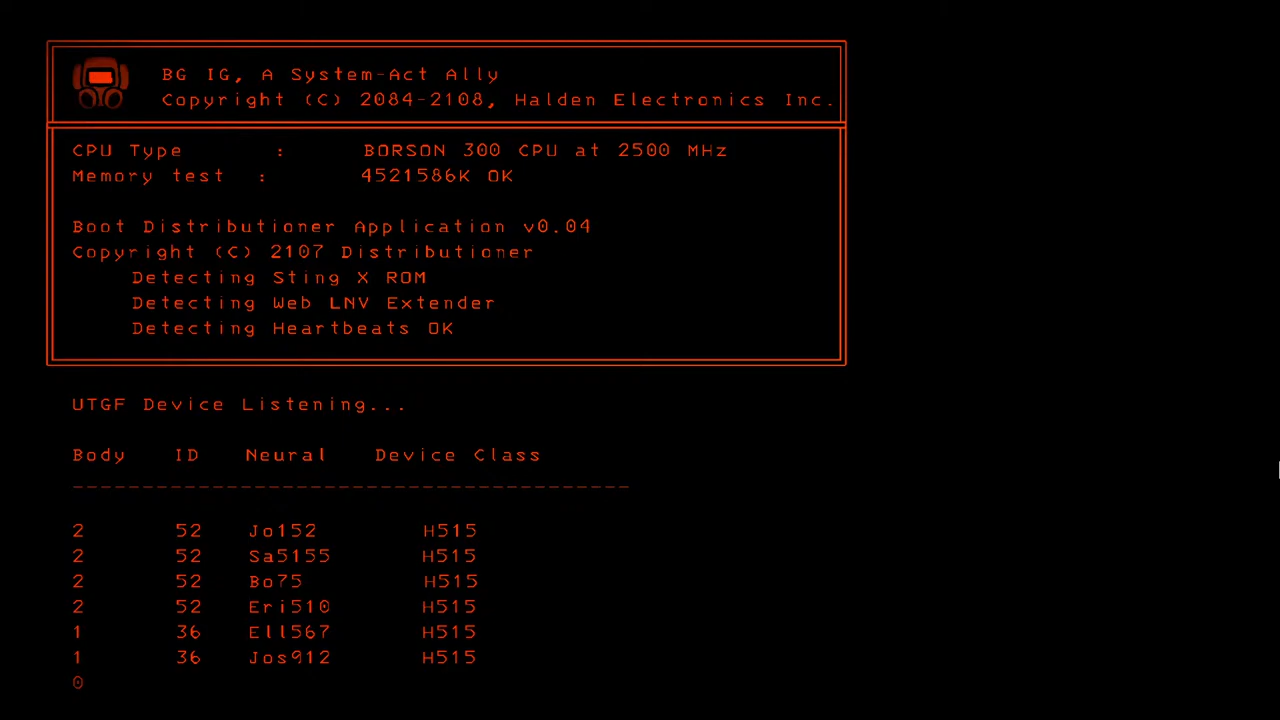 BG IG, A System-Act Ally
Copyright (C) 2084-2108, Halden Electronics Inc.
CPU Type : BORSON 300 CPU at 2500 MHz
Memory test : 4521586K OK
Boot Distributioner Application v0.04
Copyright (C) 2107 Distributioner
Detecting Sting X ROM
Detecting Web LNV Extender
Detecting Heartbeats OK
UTGF Device Listening...
Body ID Neural Device Class
----------------------------------------
2 52 Jo152 H515
2 52 Sa5155 H515
2 52 Bo75 H515
2 52 Eri510 H515
1 36 Ell567 H515
1 36 Jos912 H515
0